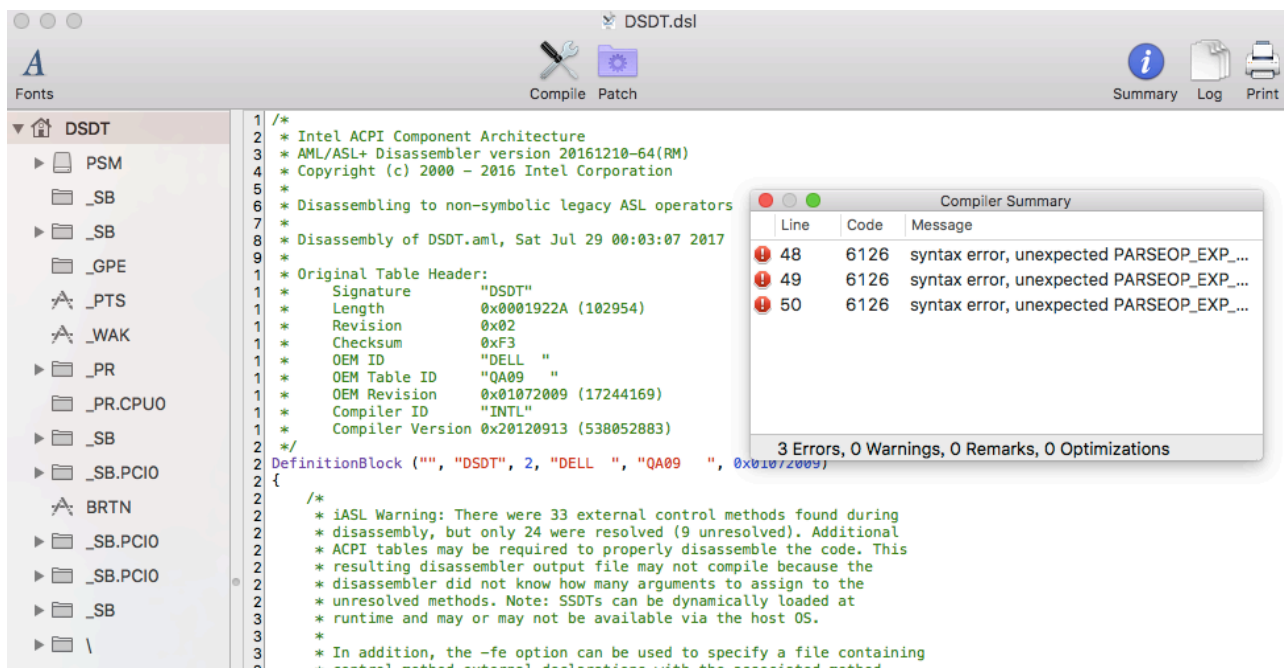 DSDT.dsl
Fonts
Compile Patch
Summary Log Print
DSDT
PSM
_SB
_SB
_GPE
_PTS
_WAK
_PR
_PR.CPU0
_SB
_SB.PCI0
BRTN
_SB.PCI0
_SB.PCI0
_SB
\
1 /*
2 * Intel ACPI Component Architecture
3 * AML/ASL+ Disassembler version 20161210-64(RM)
4 * Copyright (c) 2000 - 2016 Intel Corporation
5 *
6 * Disassembling to non-symbolic legacy ASL operators
7 *
8 * Disassembly of DSDT.aml, Sat Jul 29 00:03:07 2017
9 *
1 * Original Table Header:
1 * Signature "DSDT"
1 * Length 0x0001922A (102954)
1 * Revision 0x02
1 * Checksum 0xF3
1 * OEM ID "DELL  "
1 * OEM Table ID "QA09   "
1 * OEM Revision 0x01072009 (17244169)
1 * Compiler ID "INTL"
1 * Compiler Version 0x20120913 (538052883)
2 */
2 DefinitionBlock ("", "DSDT", 2, "DELL  ", "QA09   ", 0x01072009)
2 {
2 /*
2 * iASL Warning: There were 33 external control methods found during
2 * disassembly, but only 24 were resolved (9 unresolved). Additional
2 * ACPI tables may be required to properly disassemble the code. This
2 * resulting disassembler output file may not compile because the
2 * disassembler did not know how many arguments to assign to the
2 * unresolved methods. Note: SSDTs can be dynamically loaded at
3 * runtime and may or may not be available via the host OS.
3 *
3 * In addition, the -fe option can be used to specify a file containing
* control method external declarations with the associated method
Compiler Summary
Line Code Message
48 6126 syntax error, unexpected PARSEOP_EXP_...
49 6126 syntax error, unexpected PARSEOP_EXP_...
50 6126 syntax error, unexpected PARSEOP_EXP_...
3 Errors, 0 Warnings, 0 Remarks, 0 Optimizations